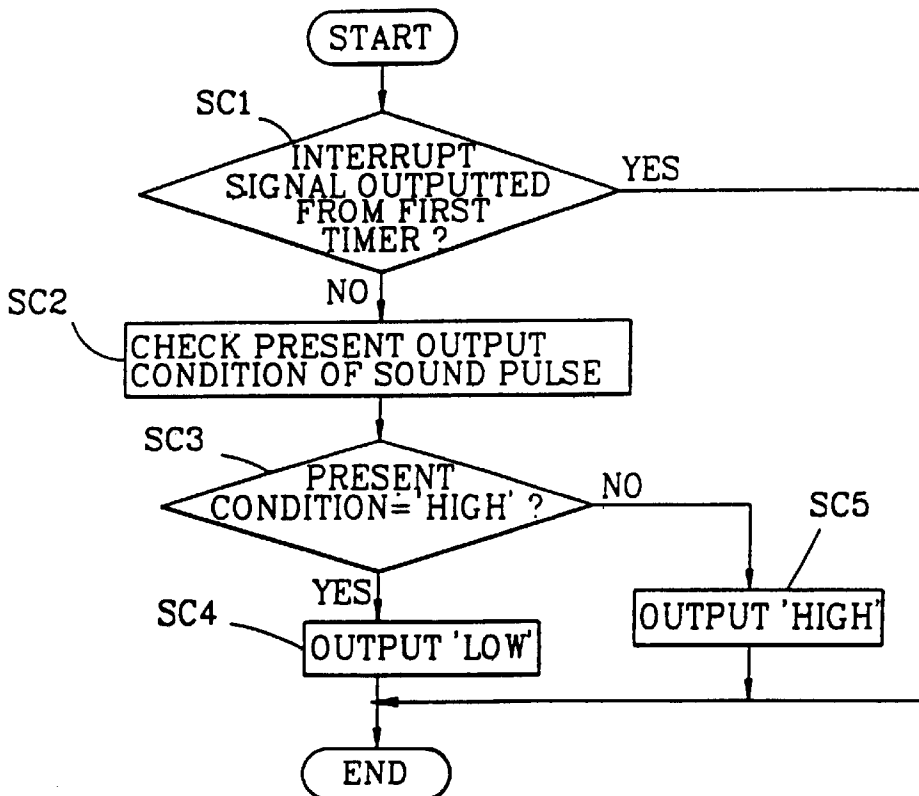 START
SC1
INTERRUPT
SIGNAL OUTPUTTED
FROM FIRST
TIMER ?
YES
NO
SC2
CHECK PRESENT OUTPUT
CONDITION OF SOUND PULSE
SC3
PRESENT
CONDITION='HIGH' ?
NO
SC5
YES
SC4
OUTPUT 'LOW'
OUTPUT 'HIGH'
END